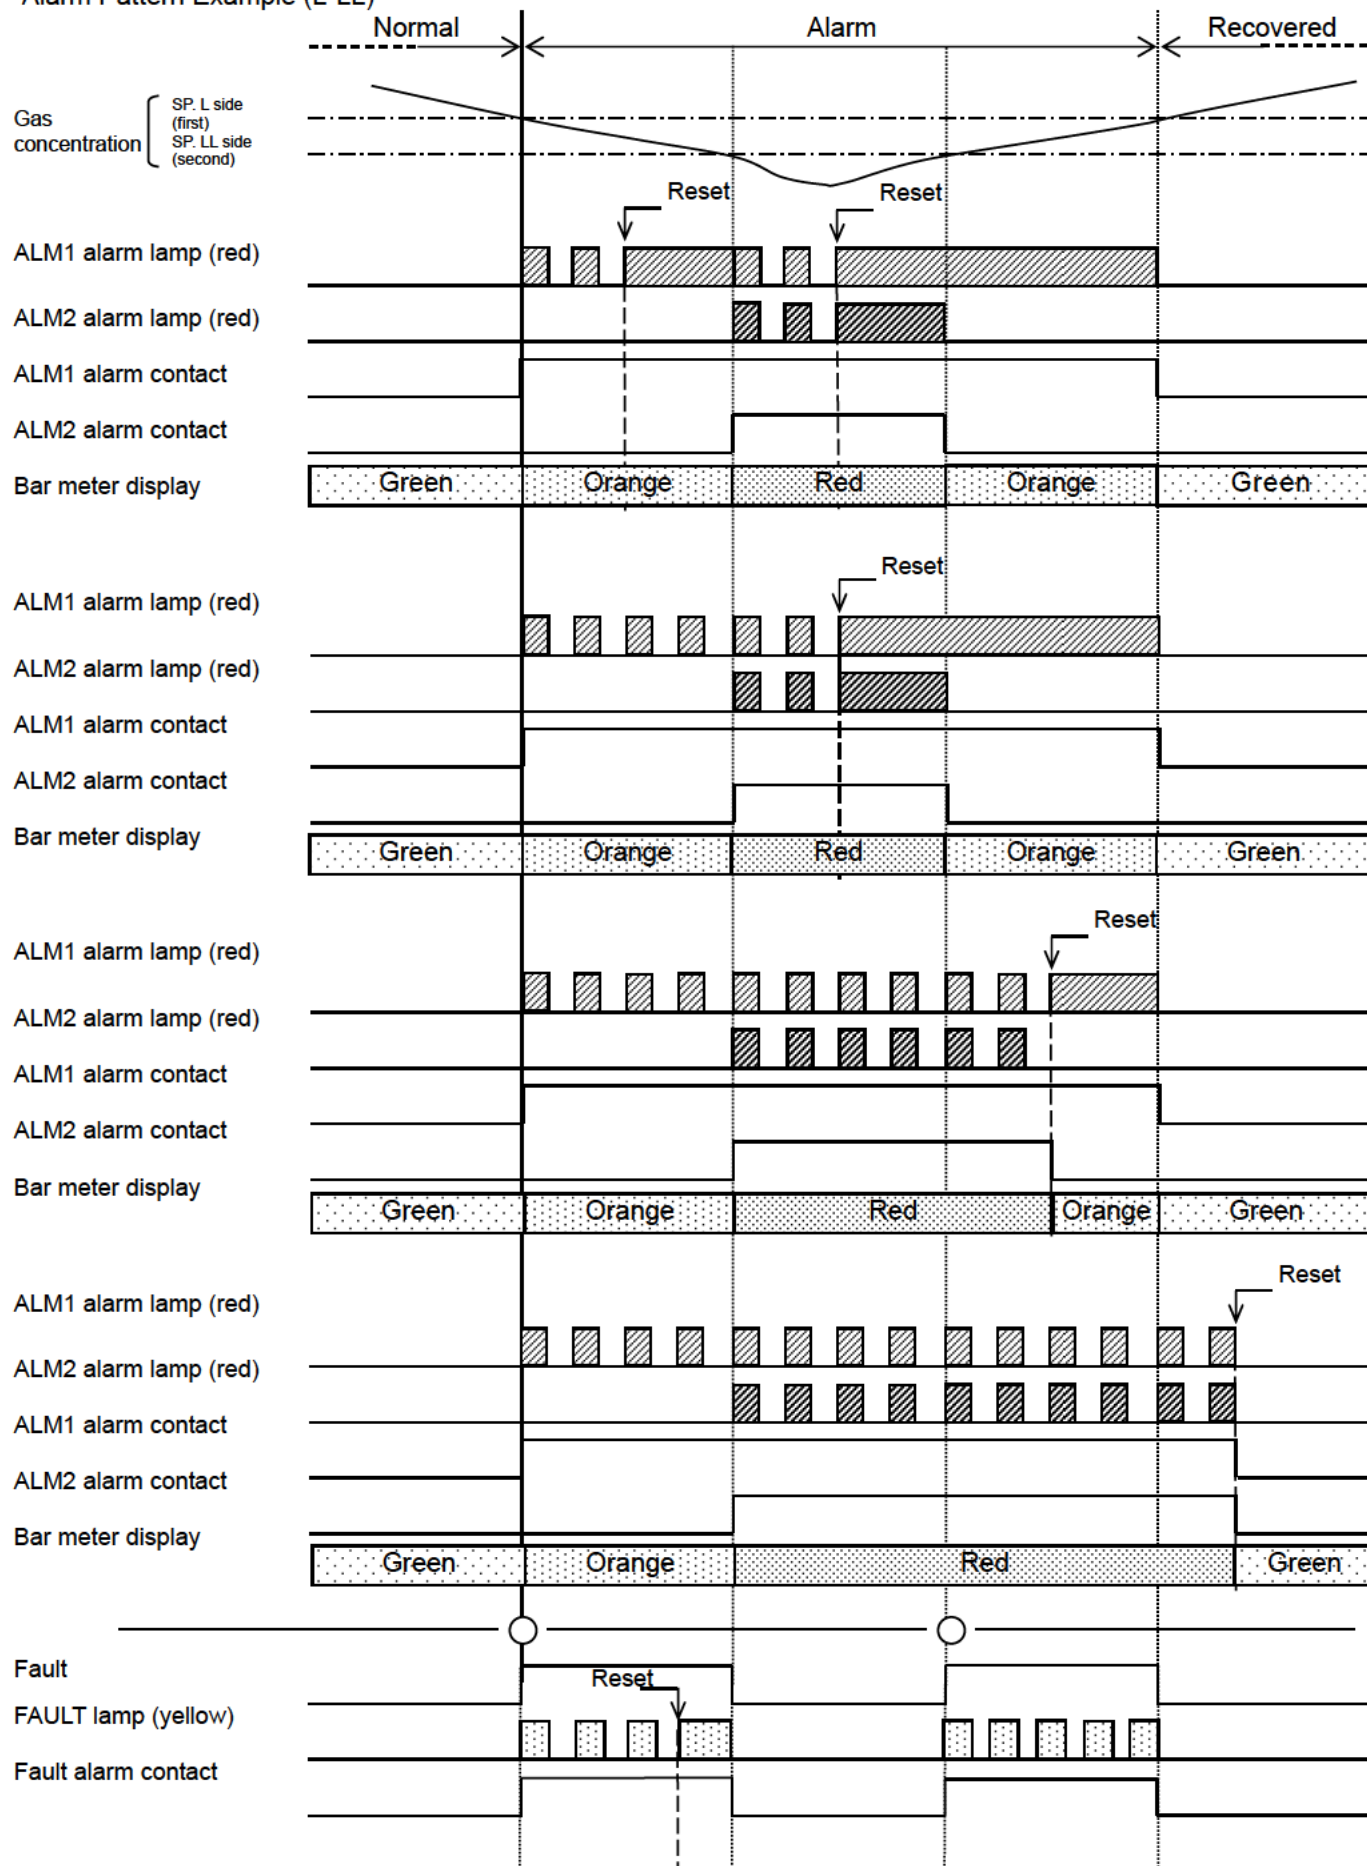 Alarm Pattern Example (L-LL)
Normal Alarm Recovered
Gas concentration
SP. L side
(first)
SP. LL side
(second)
Reset Reset
ALM1 alarm lamp (red)
ALM2 alarm lamp (red)
ALM1 alarm contact
ALM2 alarm contact
Bar meter display Green Orange Red Orange Green
Reset
ALM1 alarm lamp (red)
ALM2 alarm lamp (red)
ALM1 alarm contact
ALM2 alarm contact
Bar meter display Green Orange Red Orange Green
Reset
ALM1 alarm lamp (red)
ALM2 alarm lamp (red)
ALM1 alarm contact
ALM2 alarm contact
Bar meter display Green Orange Red Orange Green
Reset
ALM1 alarm lamp (red)
ALM2 alarm lamp (red)
ALM1 alarm contact
ALM2 alarm contact
Bar meter display Green Orange Red Green
Fault
Reset
FAULT lamp (yellow)
Fault alarm contact